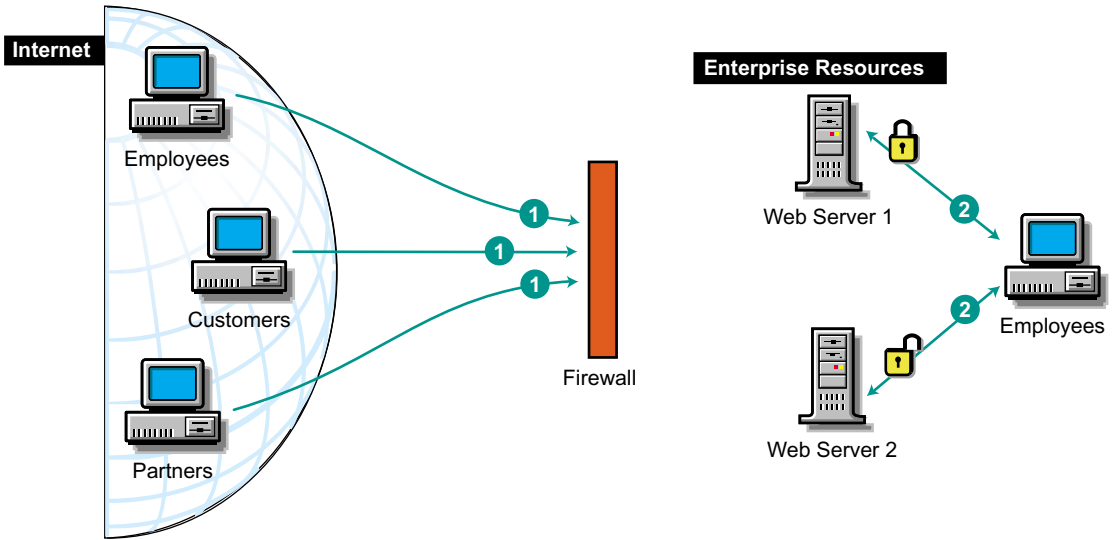 Internet
Employees
Customers
Partners
1
1
1
Firewall
Enterprise Resources
Web Server 1
2
Employees
2
Web Server 2